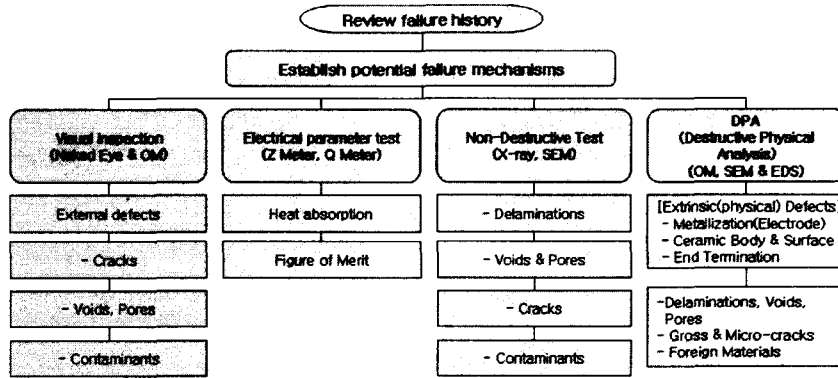 Review failure history
Establish potential failure mechanisms
Visual Inspection
(Naked Eye & OM)
External defects
- Cracks
- Voids, Pores
- Contaminants
Electrical parameter test
(Z Meter, Q Meter)
Heat absorption
Figure of Merit
Non-Destructive Test
(X-ray, SEM)
- Delaminations
- Voids & Pores
- Cracks
- Contaminants
DPA
(Destructive Physical
Analysis)
(OM, SEM & EDS)
[Extrinsic(physical) Defects
- Metallization(Electrode)
- Ceramic Body & Surface
- End Termination
-Delaminations, Voids,
Pores
- Gross & Micro-cracks
- Foreign Materials